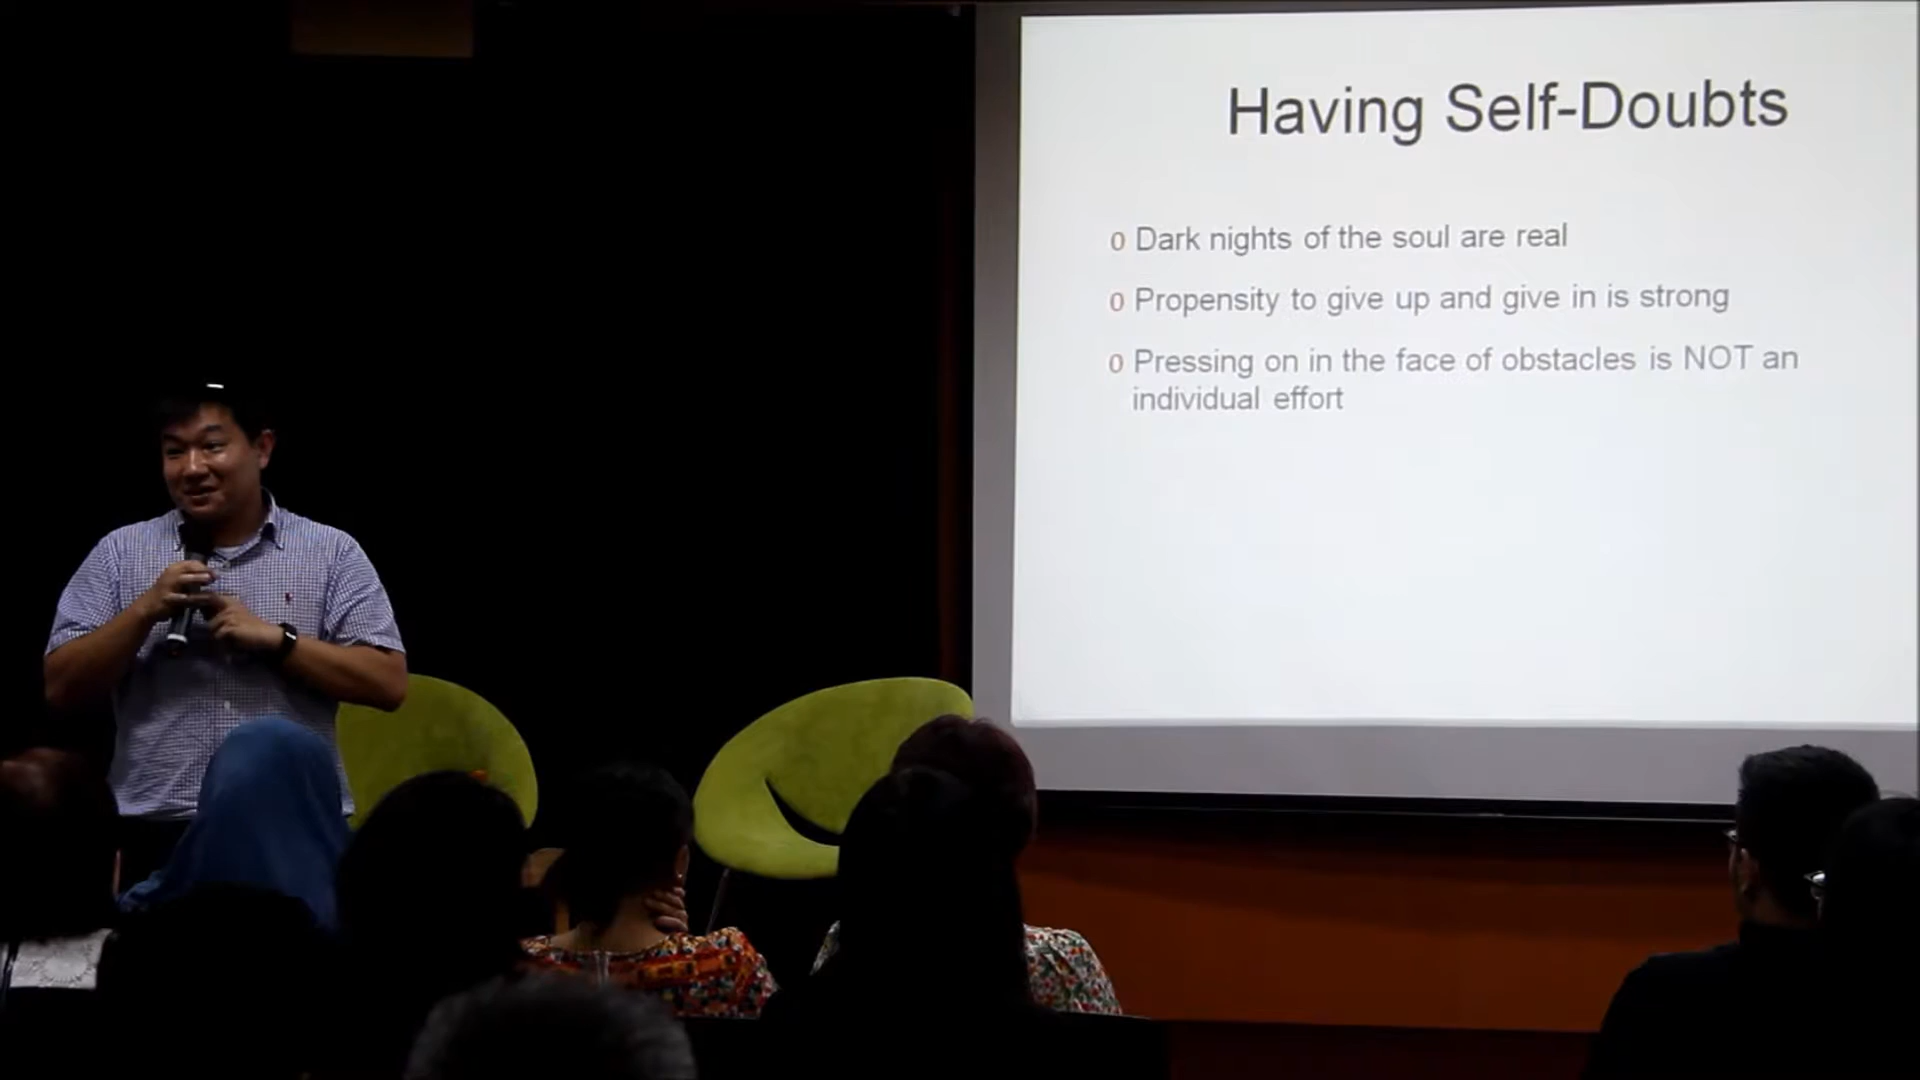 Having Self-Doubts
o Dark nights of the soul are real
o Propensity to give up and give in is strong
o Pressing on in the face of obstacles is NOT an
individual effort